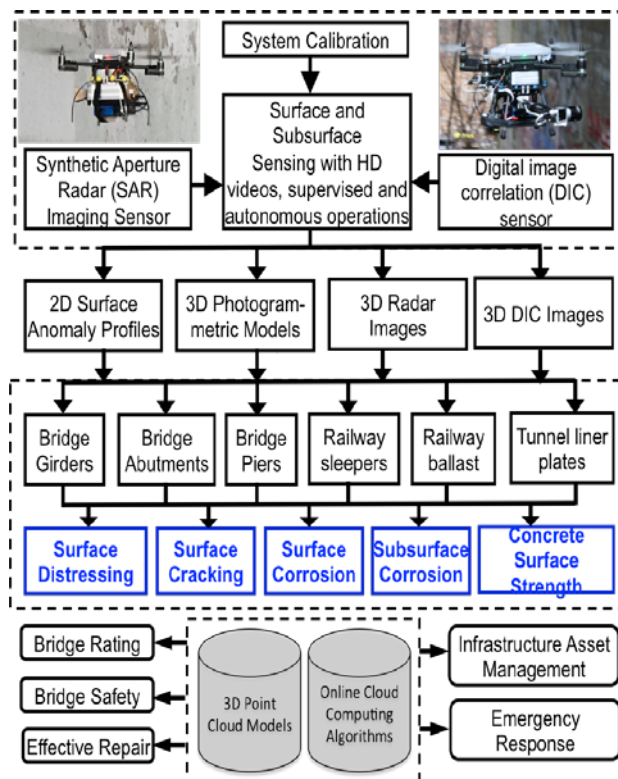 System Calibration
Surface and
Subsurface
Sensing with HD
videos, supervised and
autonomous operations
Synthetic Aperture
Radar (SAR)
Imaging Sensor
Digital image
correlation (DIC)
sensor
2D Surface
Anomaly Profiles
3D Photogram-
metric Models
3D Radar
Images
3D DIC Images
Bridge
Girders
Bridge
Abutments
Bridge
Piers
Railway
sleepers
Railway
ballast
Tunnel liner
plates
Surface
Distressing
Surface
Cracking
Surface
Corrosion
Subsurface
Corrosion
Concrete
Surface
Strength
Bridge Rating
Bridge Safety
Effective Repair
3D Point
Cloud Models
Online Cloud
Computing
Algorithms
Infrastructure Asset
Management
Emergency
Response